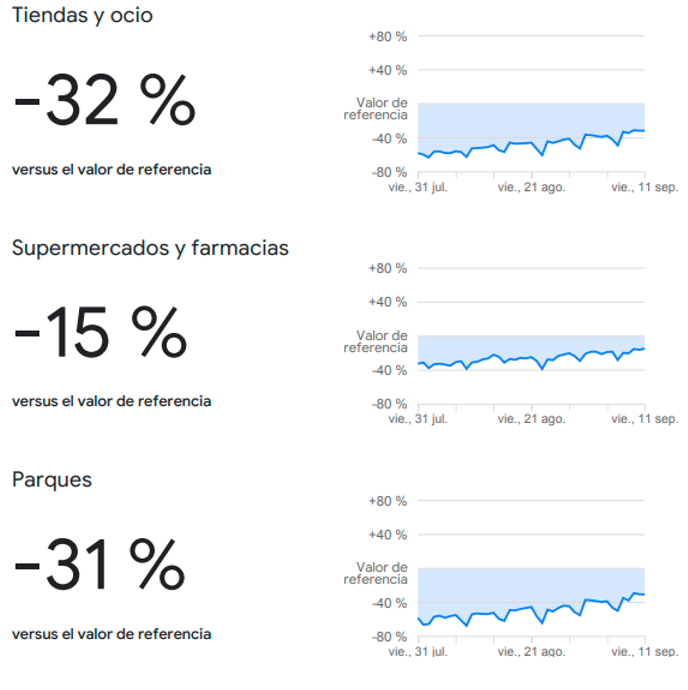 Tiendas y ocio
-32 %
versus el valor de referencia
+80 %
+40 %
Valor de
referencia
-40 %
-80 %
vie., 31 jul. vie., 21 ago. vie., 11 sep.
Supermercados y farmacias
-15 %
versus el valor de referencia
+80 %
+40 %
Valor de
referencia
-40 %
-80 %
vie., 31 jul. vie., 21 ago. vie., 11 sep.
Parques
-31 %
versus el valor de referencia
+80 %
+40 %
Valor de
referencia
-40 %
-80 %
vie., 31 jul. vie., 21 ago. vie., 11 sep.